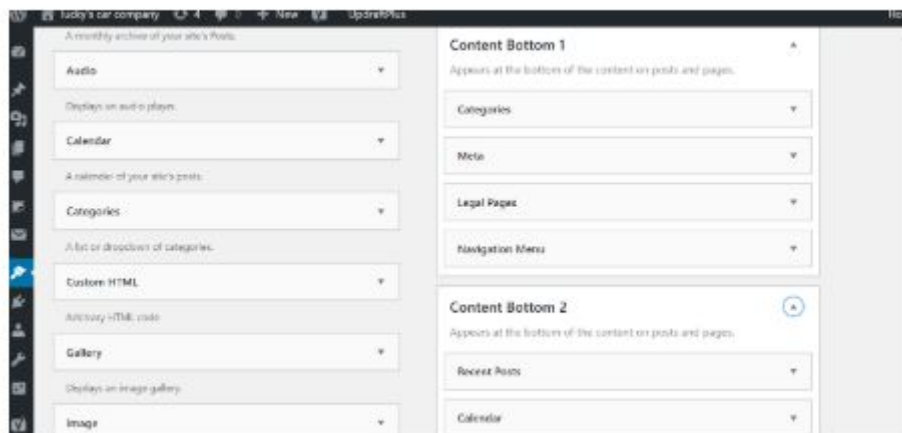 lucky's car company 4 0 + New UpdraftPlus
A monthly archive of your site's Posts.
Audio
Displays an audio player.
Calendar
A calendar of your site's posts.
Categories
A list or dropdown of categories.
Custom HTML
Arbitrary HTML code
Gallery
Displays an image gallery.
Image
Content Bottom 1
Appears at the bottom of the content on posts and pages.
Categories
Meta
Legal Pages
Navigation Menu
Content Bottom 2
Appears at the bottom of the content on posts and pages.
Recent Posts
Calendar